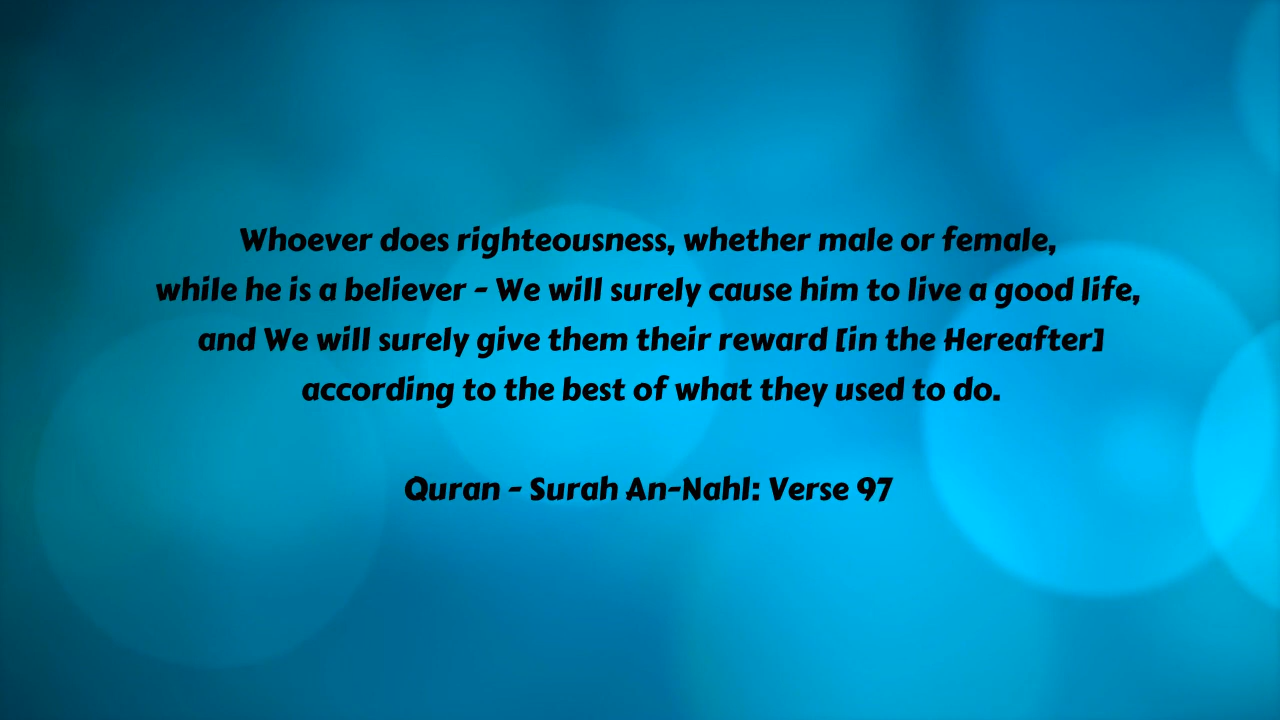 Whoever does righteousness, whether male or female,
while he is a believer - We will surely cause him to live a good life,
and We will surely give them their reward [in the Hereafter]
according to the best of what they used to do.
Quran - Surah An-Nahl: Verse 97